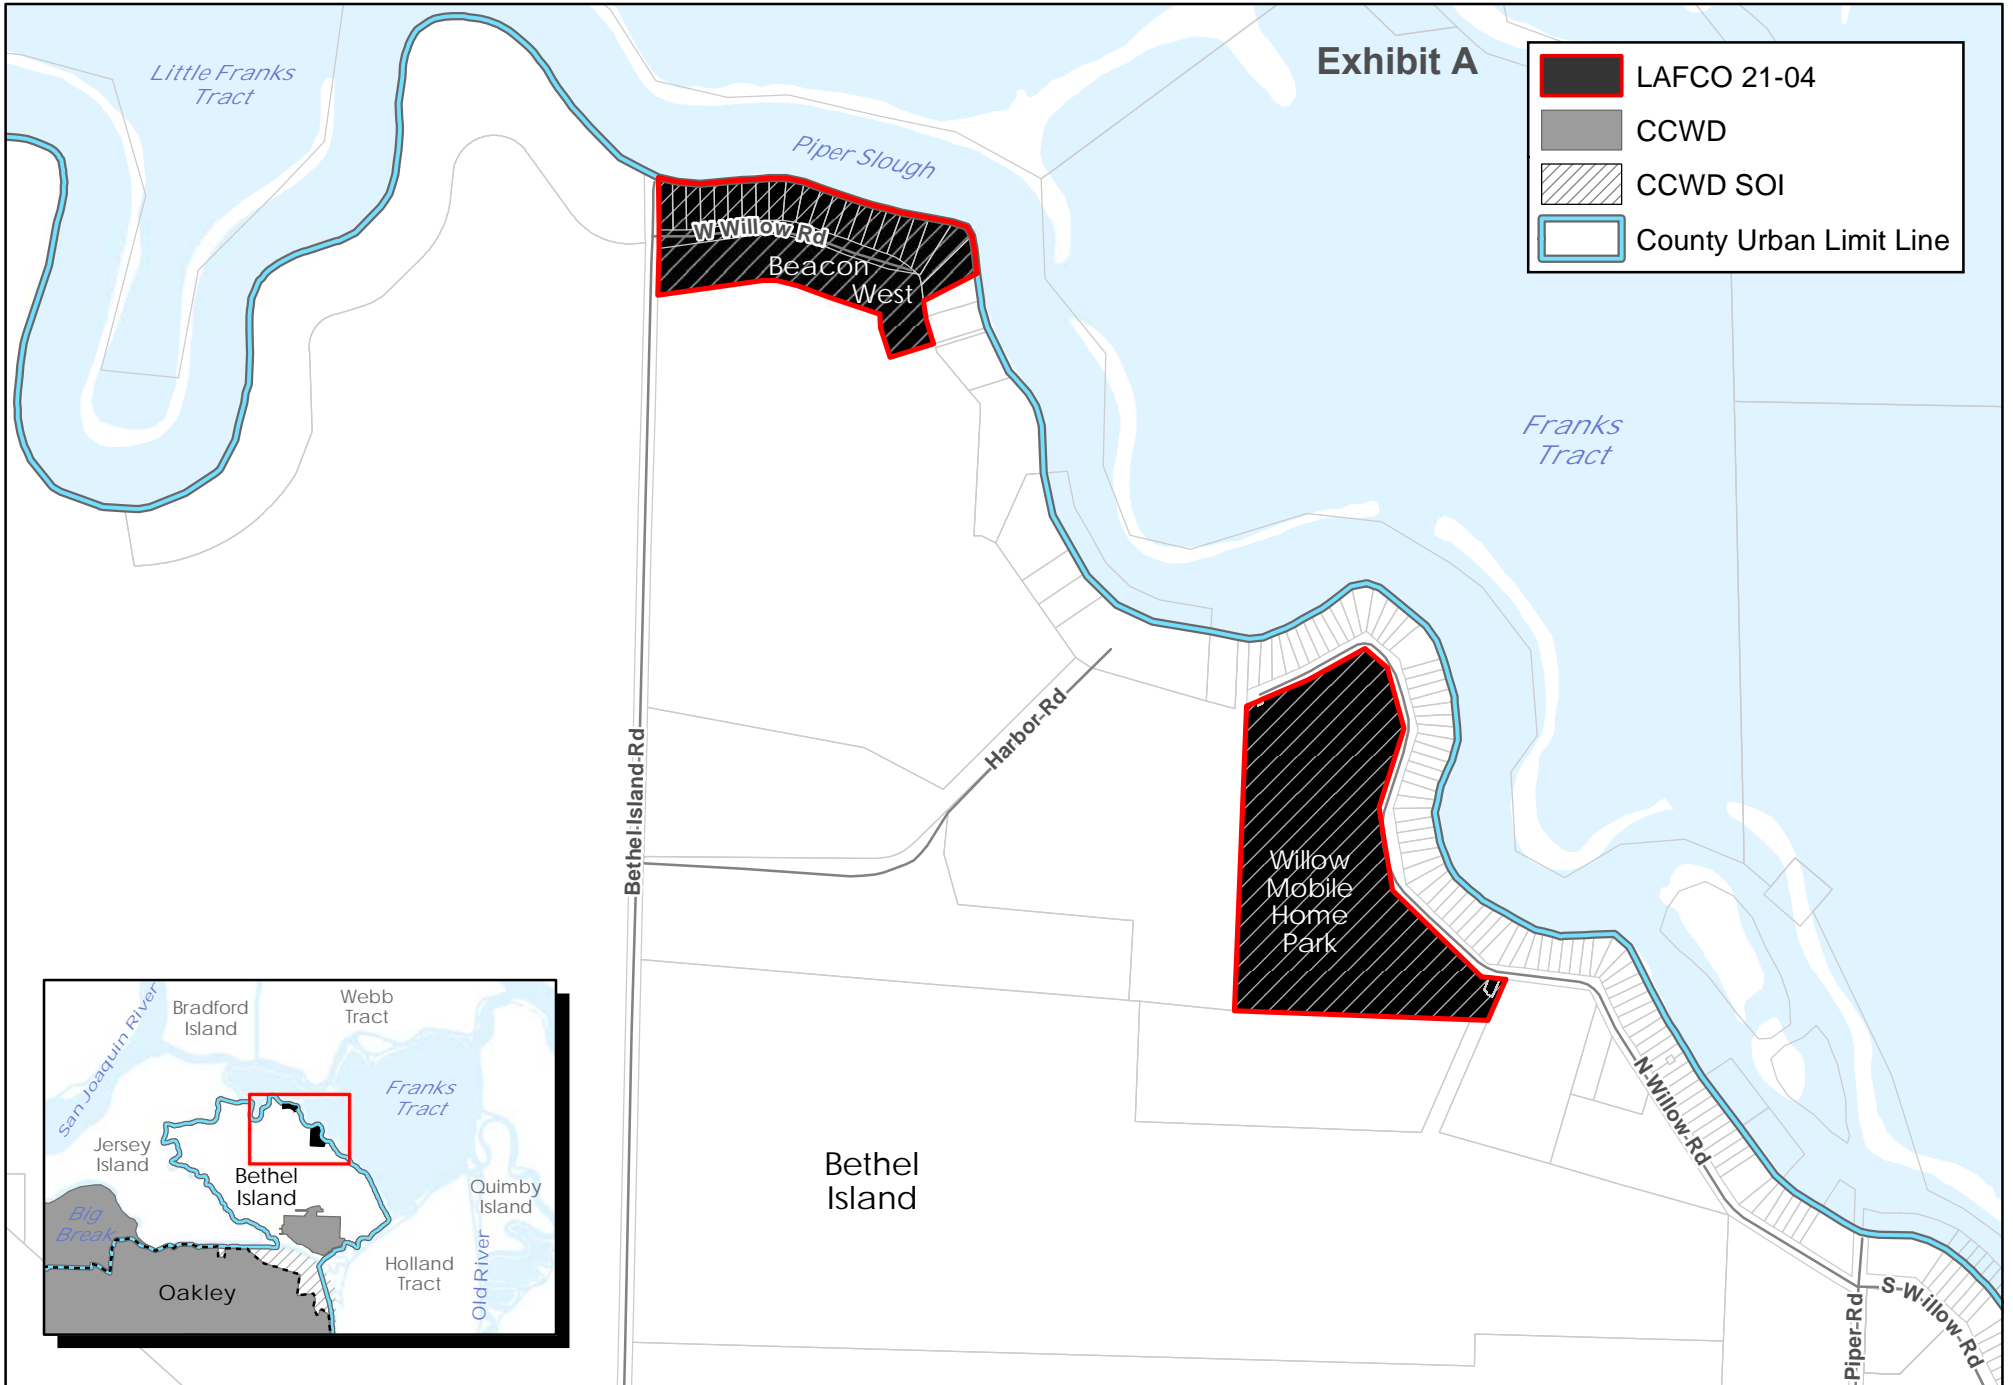 Exhibit A
LAFCO 21-04
CCWD
CCWD SOI
County Urban Limit Line
Little Franks
Tract
Piper Slough
W Willow Rd
Beacon
West
Franks
Tract
Harbor-Rd
Bethel-Island-Rd
Willow
Mobile
Home
Park
N-Willow-Rd
S-Willow-Rd
Piper-Rd
Bethel
Island
San Joaquin River
Bradford
Island
Webb
Tract
Franks
Tract
Jersey
Island
Bethel
Island
Quimby
Island
Big
Break
Holland
Tract
Old River
Oakley